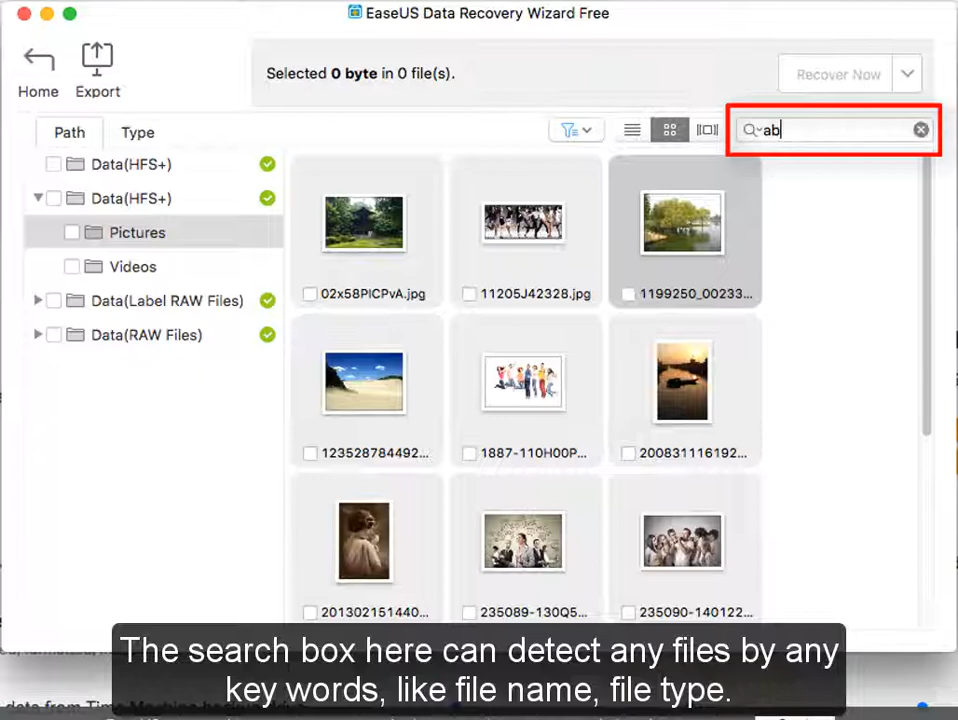 EaseUS Data Recovery Wizard Free
Home
Export
Selected 0 byte in 0 file(s).
Recover Now
Path
Type
ab
Data(HFS+)
Data(HFS+)
Pictures
Videos
Data(Label RAW Files)
Data(RAW Files)
02x58PICPvA.jpg
11205J42328.jpg
1199250_00233...
123528784492...
1887-110H00P...
200831116192...
201302151440...
235089-130Q5...
235090-140122...
The search box here can detect any files by any
key words, like file name, file type.